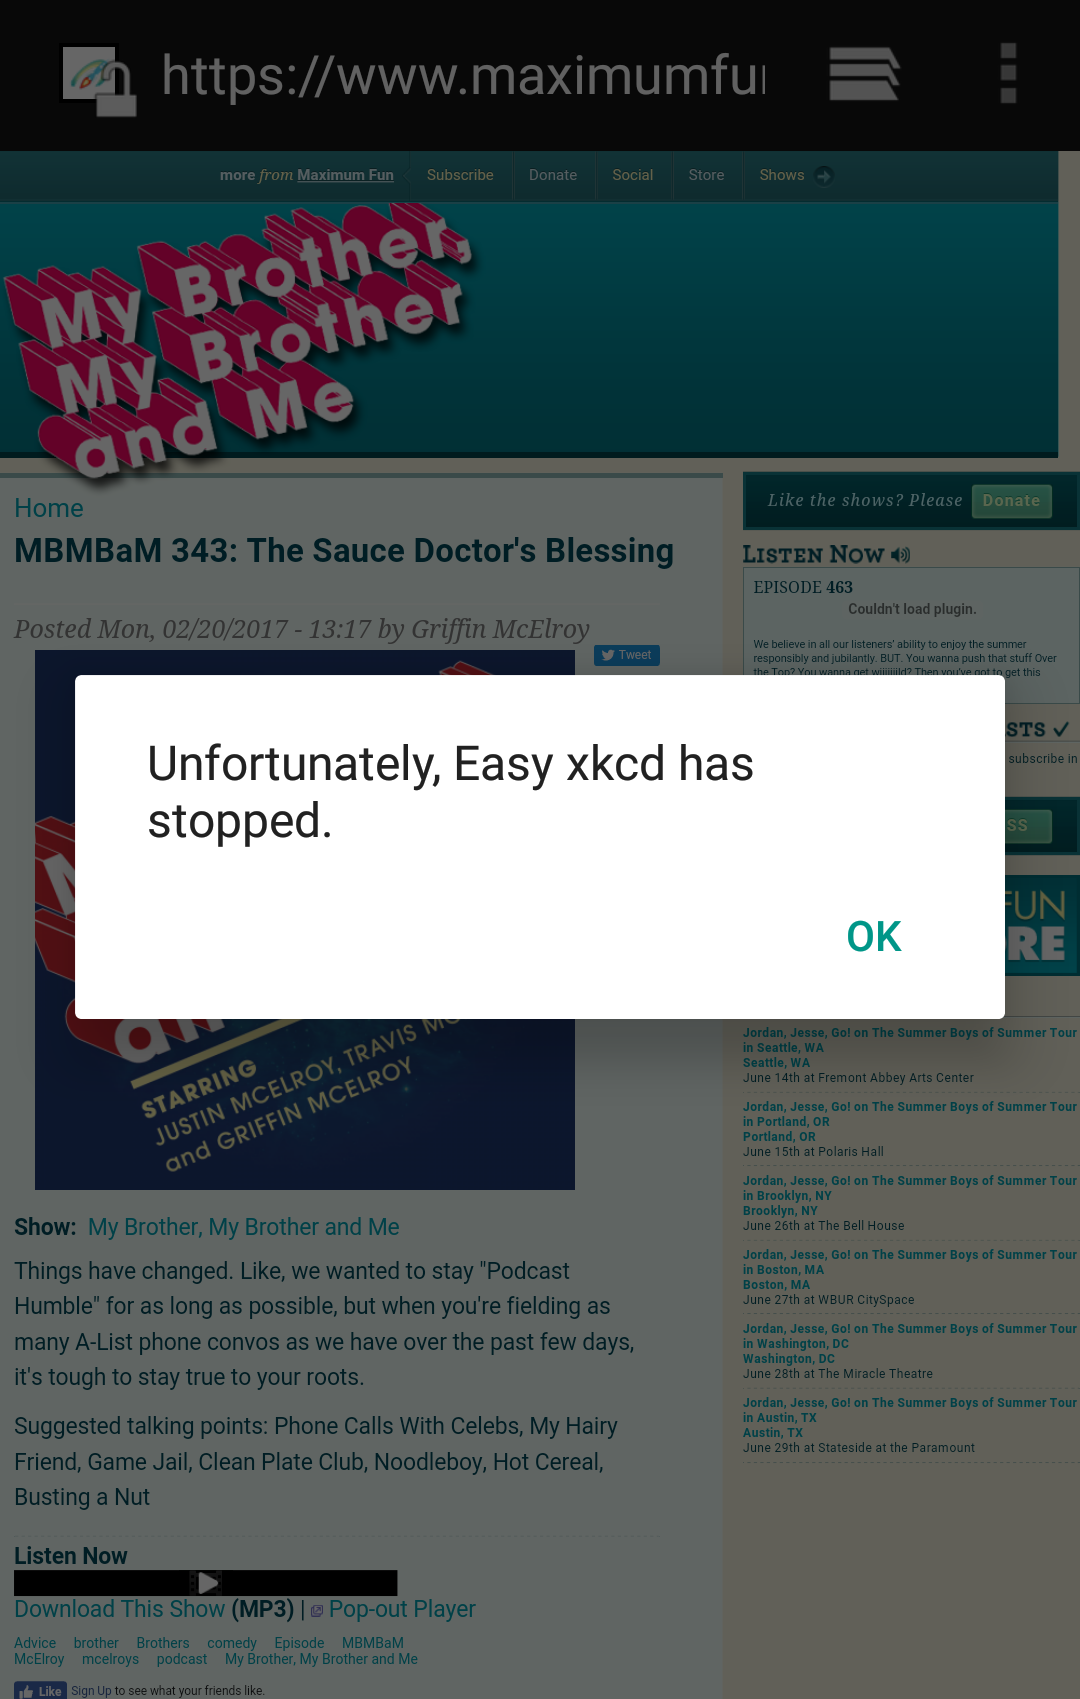 https://www.maximumfu
more from Maximum Fun Subscribe Donate Social Store Shows
My Brother,
My Brother
and Me
Home
MBMBaM 343: The Sauce Doctor's Blessing
Posted Mon, 02/20/2017 - 13:17 by Griffin McElroy
Tweet
Unfortunately, Easy xkcd has
stopped.
OK
STARRING
JUSTIN MCELROY, TRAVIS
and GRIFFIN MCELROY
Show: My Brother, My Brother and Me
Things have changed. Like, we wanted to stay "Podcast
Humble" for as long as possible, but when you're fielding as
many A-List phone convos as we have over the past few days,
it's tough to stay true to your roots.
Suggested talking points: Phone Calls With Celebs, My Hairy
Friend, Game Jail, Clean Plate Club, Noodleboy, Hot Cereal,
Busting a Nut
Listen Now
Download This Show (MP3) | Pop-out Player
Advice brother Brothers comedy Episode MBMBaM
McElroy mcelroys podcast My Brother, My Brother and Me
Like Sign Up to see what your friends like.
Like the shows? Please Donate
Listen Now
EPISODE 463
Couldn't load plugin.
We believe in all our listeners' ability to enjoy the summer
responsibly and jubilantly. BUT. You wanna push that stuff Over
the Top? You wanna get wiiiiiiild? Then you've got to get this
STS
subscribe in
SS
FUN
RE
Jordan, Jesse, Go! on The Summer Boys of Summer Tour
in Seattle, WA
Seattle, WA
June 14th at Fremont Abbey Arts Center
Jordan, Jesse, Go! on The Summer Boys of Summer Tour
in Portland, OR
Portland, OR
June 15th at Polaris Hall
Jordan, Jesse, Go! on The Summer Boys of Summer Tour
in Brooklyn, NY
Brooklyn, NY
June 26th at The Bell House
Jordan, Jesse, Go! on The Summer Boys of Summer Tour
in Boston, MA
Boston, MA
June 27th at WBUR CitySpace
Jordan, Jesse, Go! on The Summer Boys of Summer Tour
in Washington, DC
Washington, DC
June 28th at The Miracle Theatre
Jordan, Jesse, Go! on The Summer Boys of Summer Tour
in Austin, TX
Austin, TX
June 29th at Stateside at the Paramount